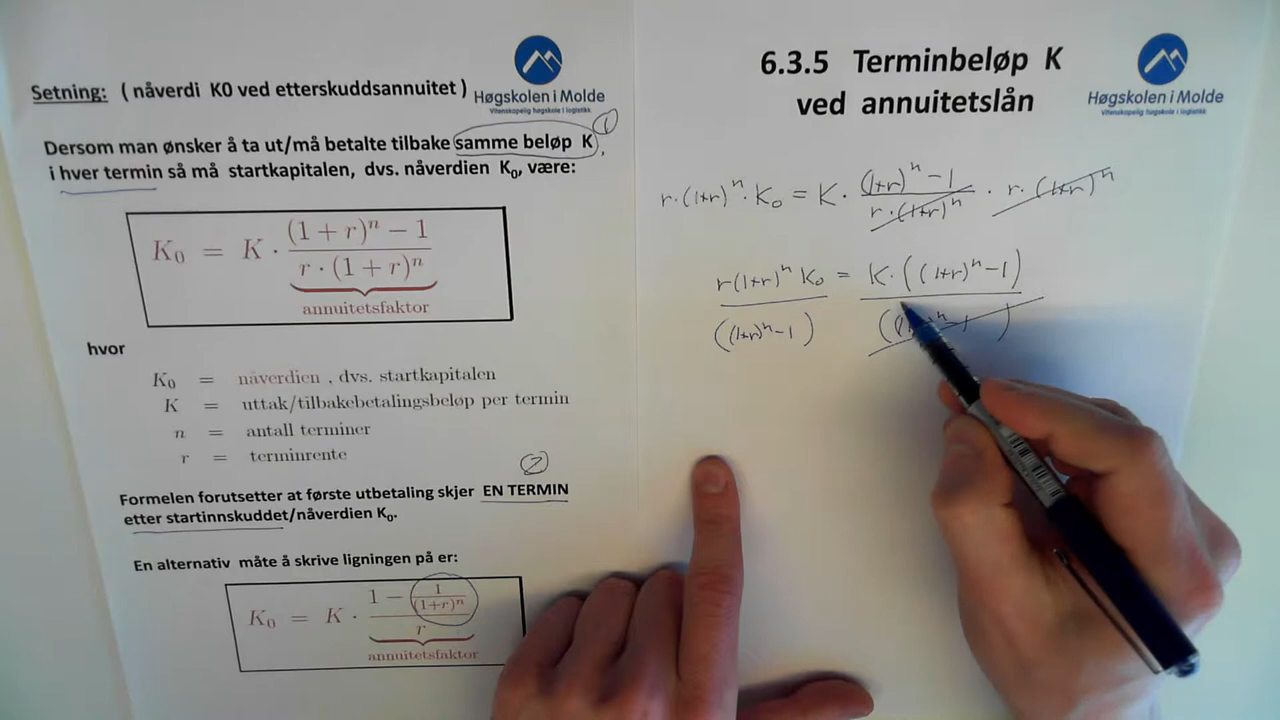 Setning: ( nåverdi K0 ved etterskuddsannuitet )
Høgskolen i Molde
Vitenskapelig høgskole i logistikk
Dersom man ønsker å ta ut/må betalte tilbake samme beløp K, ①
i hver termin så må startkapitalen, dvs. nåverdien K₀, være:
K₀ = K · ((1 + r)ⁿ − 1) / (r · (1 + r)ⁿ)
annuitetsfaktor
hvor
K₀ = nåverdien , dvs. startkapitalen
K = uttak/tilbakebetalingsbeløp per termin
n = antall terminer
r = terminrente
②
Formelen forutsetter at første utbetaling skjer EN TERMIN
etter startinnskuddet/nåverdien K₀.
En alternativ måte å skrive ligningen på er:
K₀ = K · (1 − 1/(1+r)ⁿ) / r
annuitetsfaktor
6.3.5 Terminbeløp K
ved annuitetslån
Høgskolen i Molde
Vitenskapelig høgskole i logistikk
r·(1+r)ⁿ · K₀ = K · ((1+r)ⁿ − 1) / (r·(1+r)ⁿ) · r·(1+r)ⁿ
r(1+r)ⁿ K₀ = K·((1+r)ⁿ−1)
((1+r)ⁿ−1)